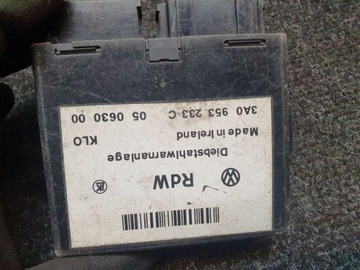 RdW
Diebstahlwarnanlage
Made in Ireland KLO
3A0 953 233 C 05 0630 00